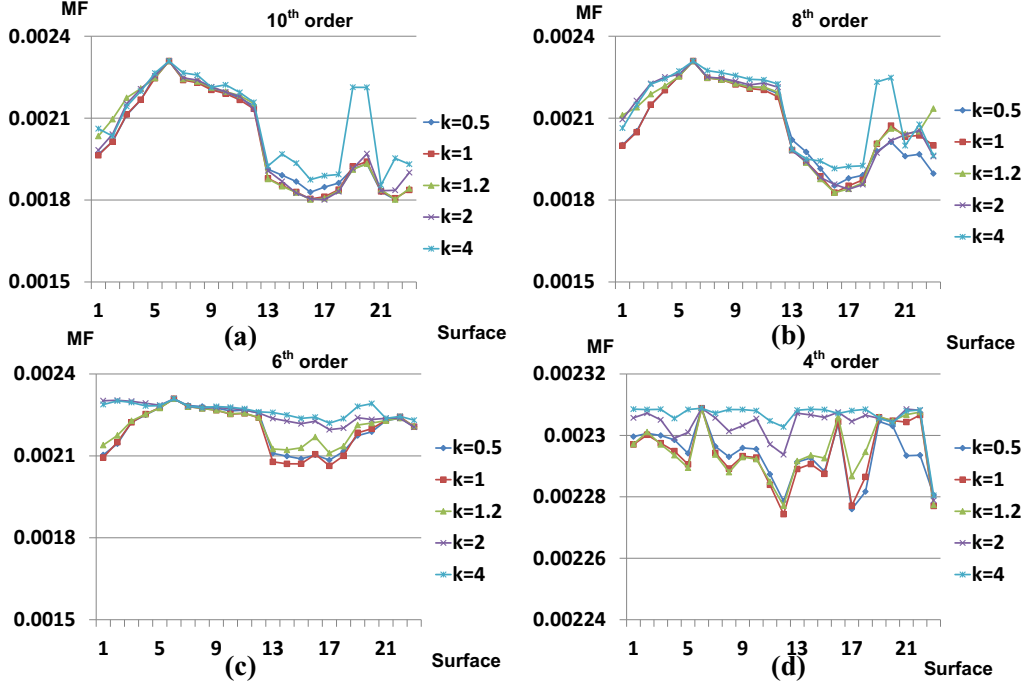 MF
10th order
0.0024
0.0021
0.0018
0.0015
1 5 9 13 17 21
Surface
k=0.5
k=1
k=1.2
k=2
k=4
(a)
MF
8th order
0.0024
0.0021
0.0018
0.0015
1 5 9 13 17 21
Surface
k=0.5
k=1
k=1.2
k=2
k=4
(b)
MF
6th order
0.0024
0.0021
0.0018
0.0015
1 5 9 13 17 21
Surface
k=0.5
k=1
k=1.2
k=2
k=4
(c)
MF
4th order
0.00232
0.0023
0.00228
0.00226
0.00224
1 5 9 13 17 21
Surface
k=0.5
k=1
k=1.2
k=2
k=4
(d)